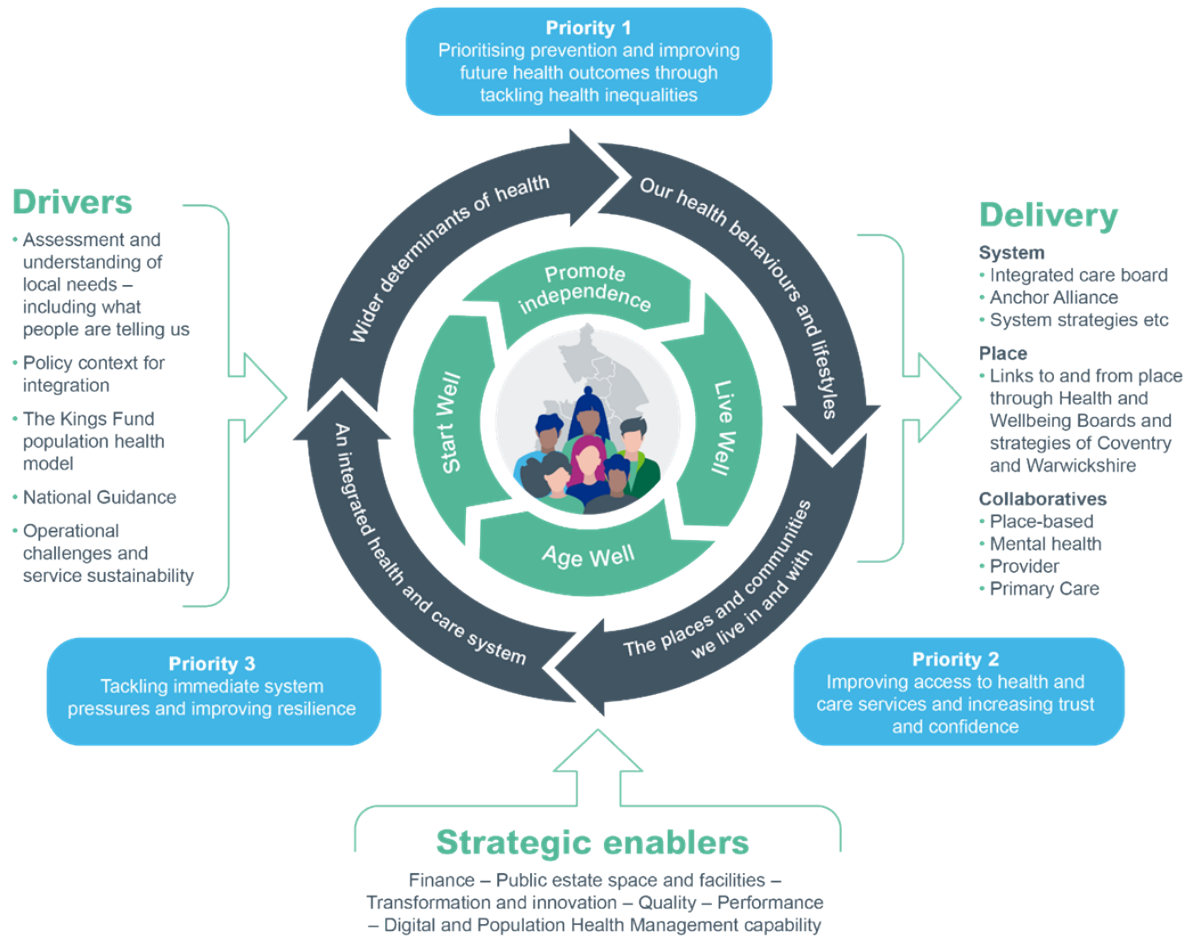 Priority 1
Prioritising prevention and improving
future health outcomes through
tackling health inequalities
Drivers
• Assessment and
understanding of
local needs –
including what
people are telling us
• Policy context for
integration
• The Kings Fund
population health
model
• National Guidance
• Operational
challenges and
service sustainability
Wider determinants of health
Our health behaviours and lifestyles
The places and communities
we live in and with
An integrated health and care system
Promote
independence
Live Well
Age Well
Start Well
Delivery
System
• Integrated care board
• Anchor Alliance
• System strategies etc
Place
• Links to and from place
through Health and
Wellbeing Boards and
strategies of Coventry
and Warwickshire
Collaboratives
• Place-based
• Mental health
• Provider
• Primary Care
Priority 3
Tackling immediate system
pressures and improving resilience
Priority 2
Improving access to health and
care services and increasing trust
and confidence
Strategic enablers
Finance – Public estate space and facilities –
Transformation and innovation – Quality – Performance
– Digital and Population Health Management capability